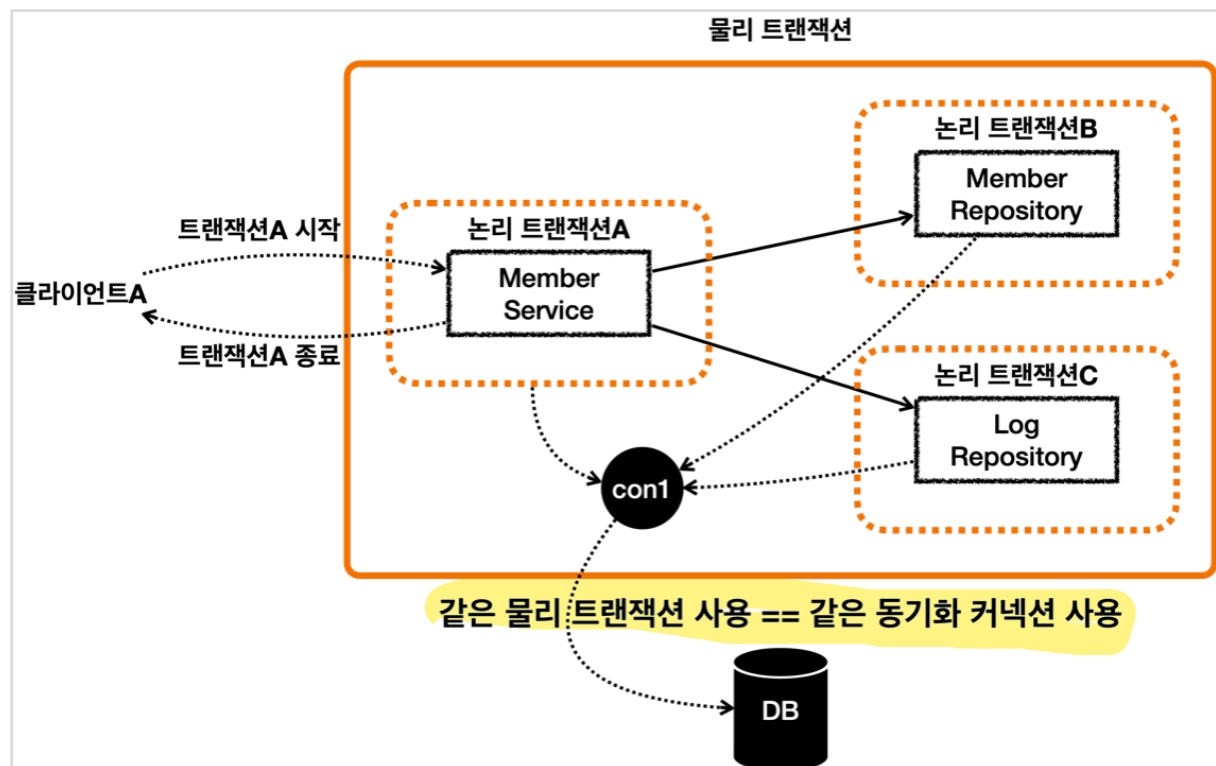 물리 트랜잭션
논리 트랜잭션B
Member
Repository
트랜잭션A 시작
논리 트랜잭션A
Member
Service
클라이언트A
트랜잭션A 종료
논리 트랜잭션C
Log
Repository
con1
같은 물리 트랜잭션 사용 == 같은 동기화 커넥션 사용
DB